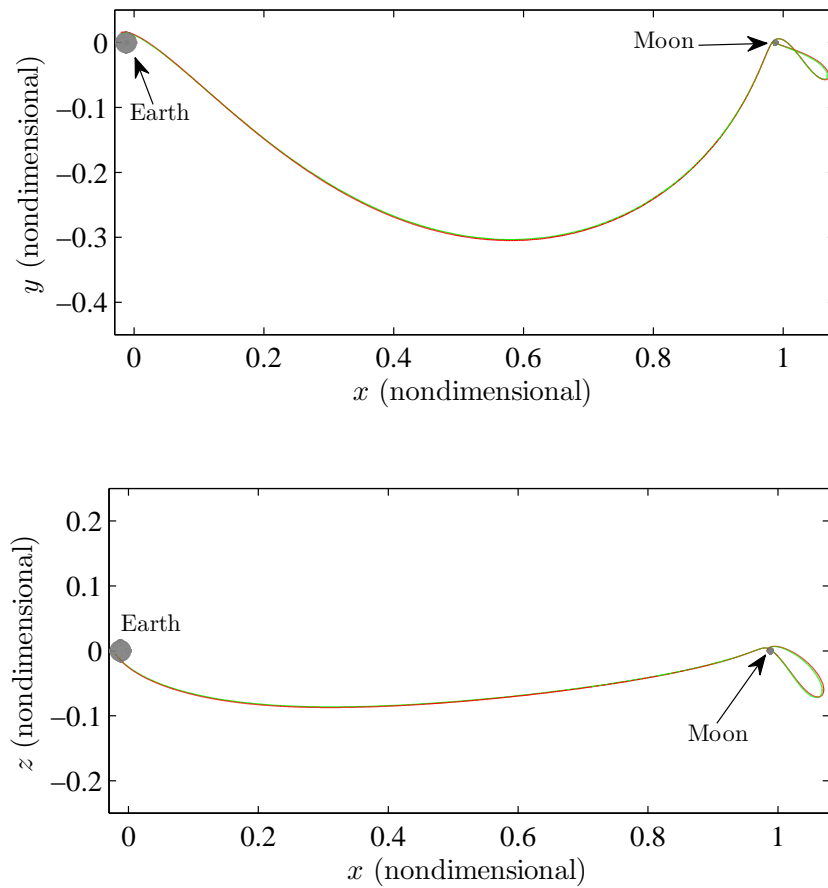 0
Moon
−0.1
Earth
−0.2
−0.3
−0.4
y (nondimensional)
0 0.2 0.4 0.6 0.8 1
x (nondimensional)
0.2
0.1
Earth
0
−0.1
Moon
−0.2
z (nondimensional)
0 0.2 0.4 0.6 0.8 1
x (nondimensional)